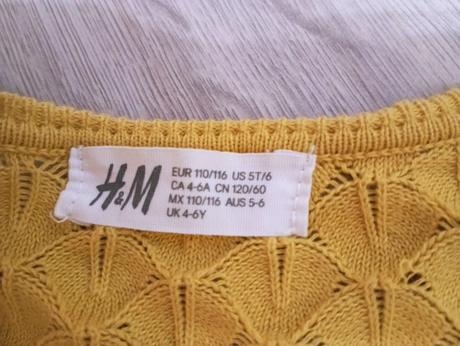 H&M
EUR 110/116 US 5T/6
CA 4-6A CN 120/60
MX 110/116 AUS 5-6
UK 4-6Y